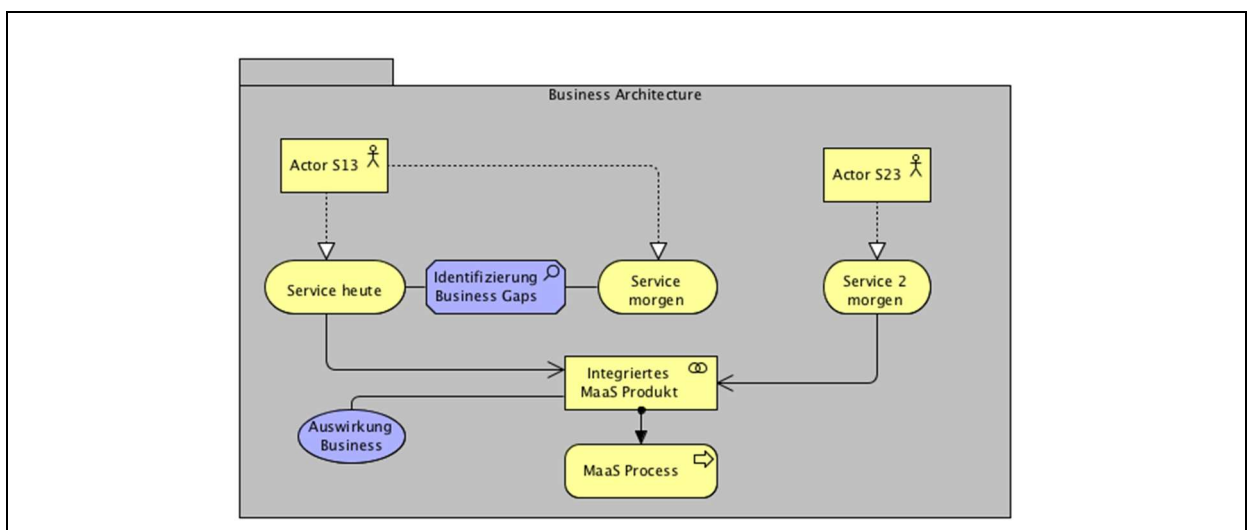 Business Architecture
Actor S13
Actor S23
Service heute
Identifizierung
Business Gaps
Service
morgen
Service 2
morgen
Integriertes
MaaS Produkt
Auswirkung
Business
MaaS Process